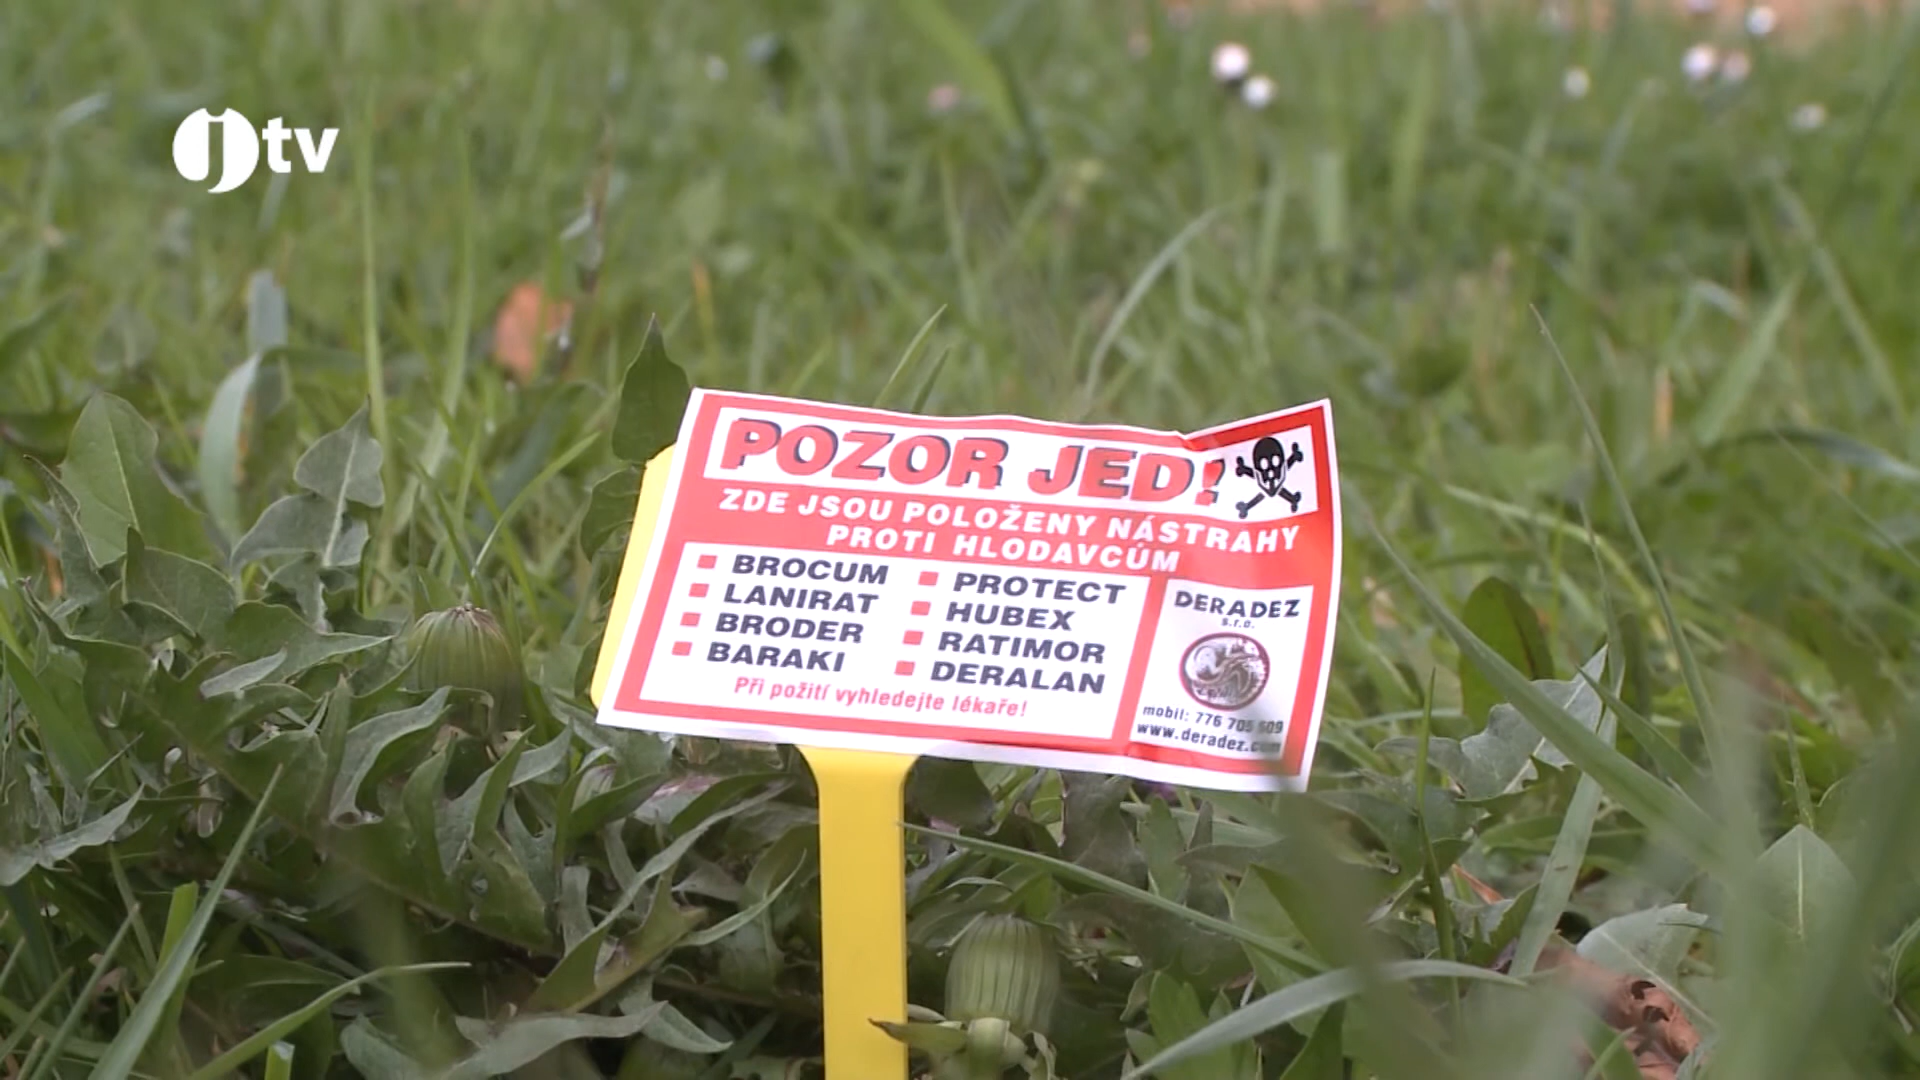 jtv
POZOR JED!
ZDE JSOU POLOŽENY NÁSTRAHY
PROTI HLODAVCŮM
BROCUM
LANIRAT
BRODER
BARAKI
PROTECT
HUBEX
RATIMOR
DERALAN
Při požití vyhledejte lékaře!
DERADEZ
s.r.o.
mobil: 776 705 609
www.deradez.com